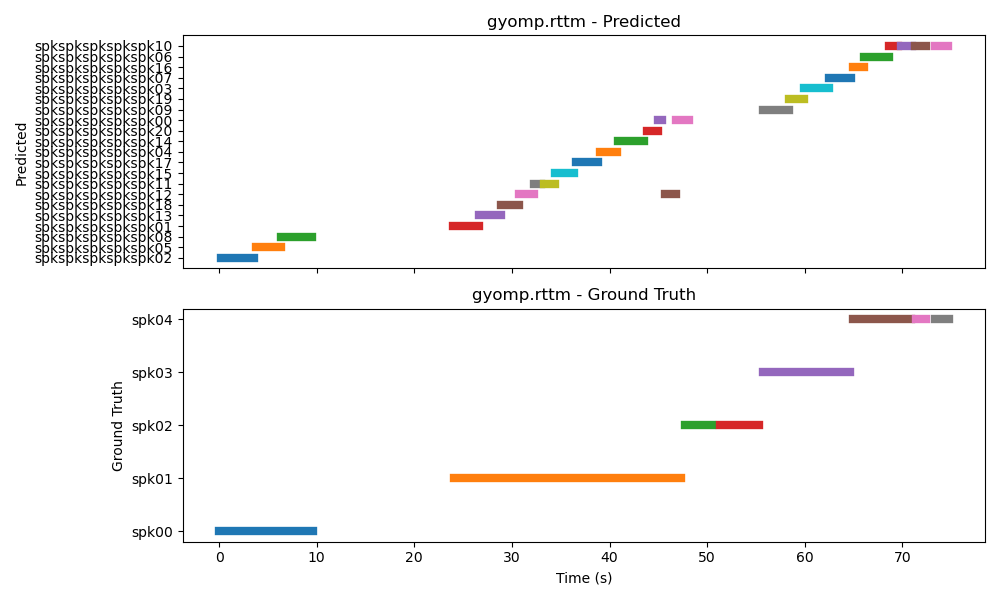 gyomp.rttm - Predicted
Predicted
spkspkspkspkspk10
spkspkspkspkspk06
spkspkspkspkspk16
spkspkspkspkspk07
spkspkspkspkspk03
spkspkspkspkspk19
spkspkspkspkspk09
spkspkspkspkspk00
spkspkspkspkspk20
spkspkspkspkspk14
spkspkspkspkspk04
spkspkspkspkspk17
spkspkspkspkspk15
spkspkspkspkspk11
spkspkspkspkspk12
spkspkspkspkspk18
spkspkspkspkspk13
spkspkspkspkspk01
spkspkspkspkspk08
spkspkspkspkspk05
spkspkspkspkspk02
gyomp.rttm - Ground Truth
Ground Truth
spk04
spk03
spk02
spk01
spk00
0 10 20 30 40 50 60 70
Time (s)